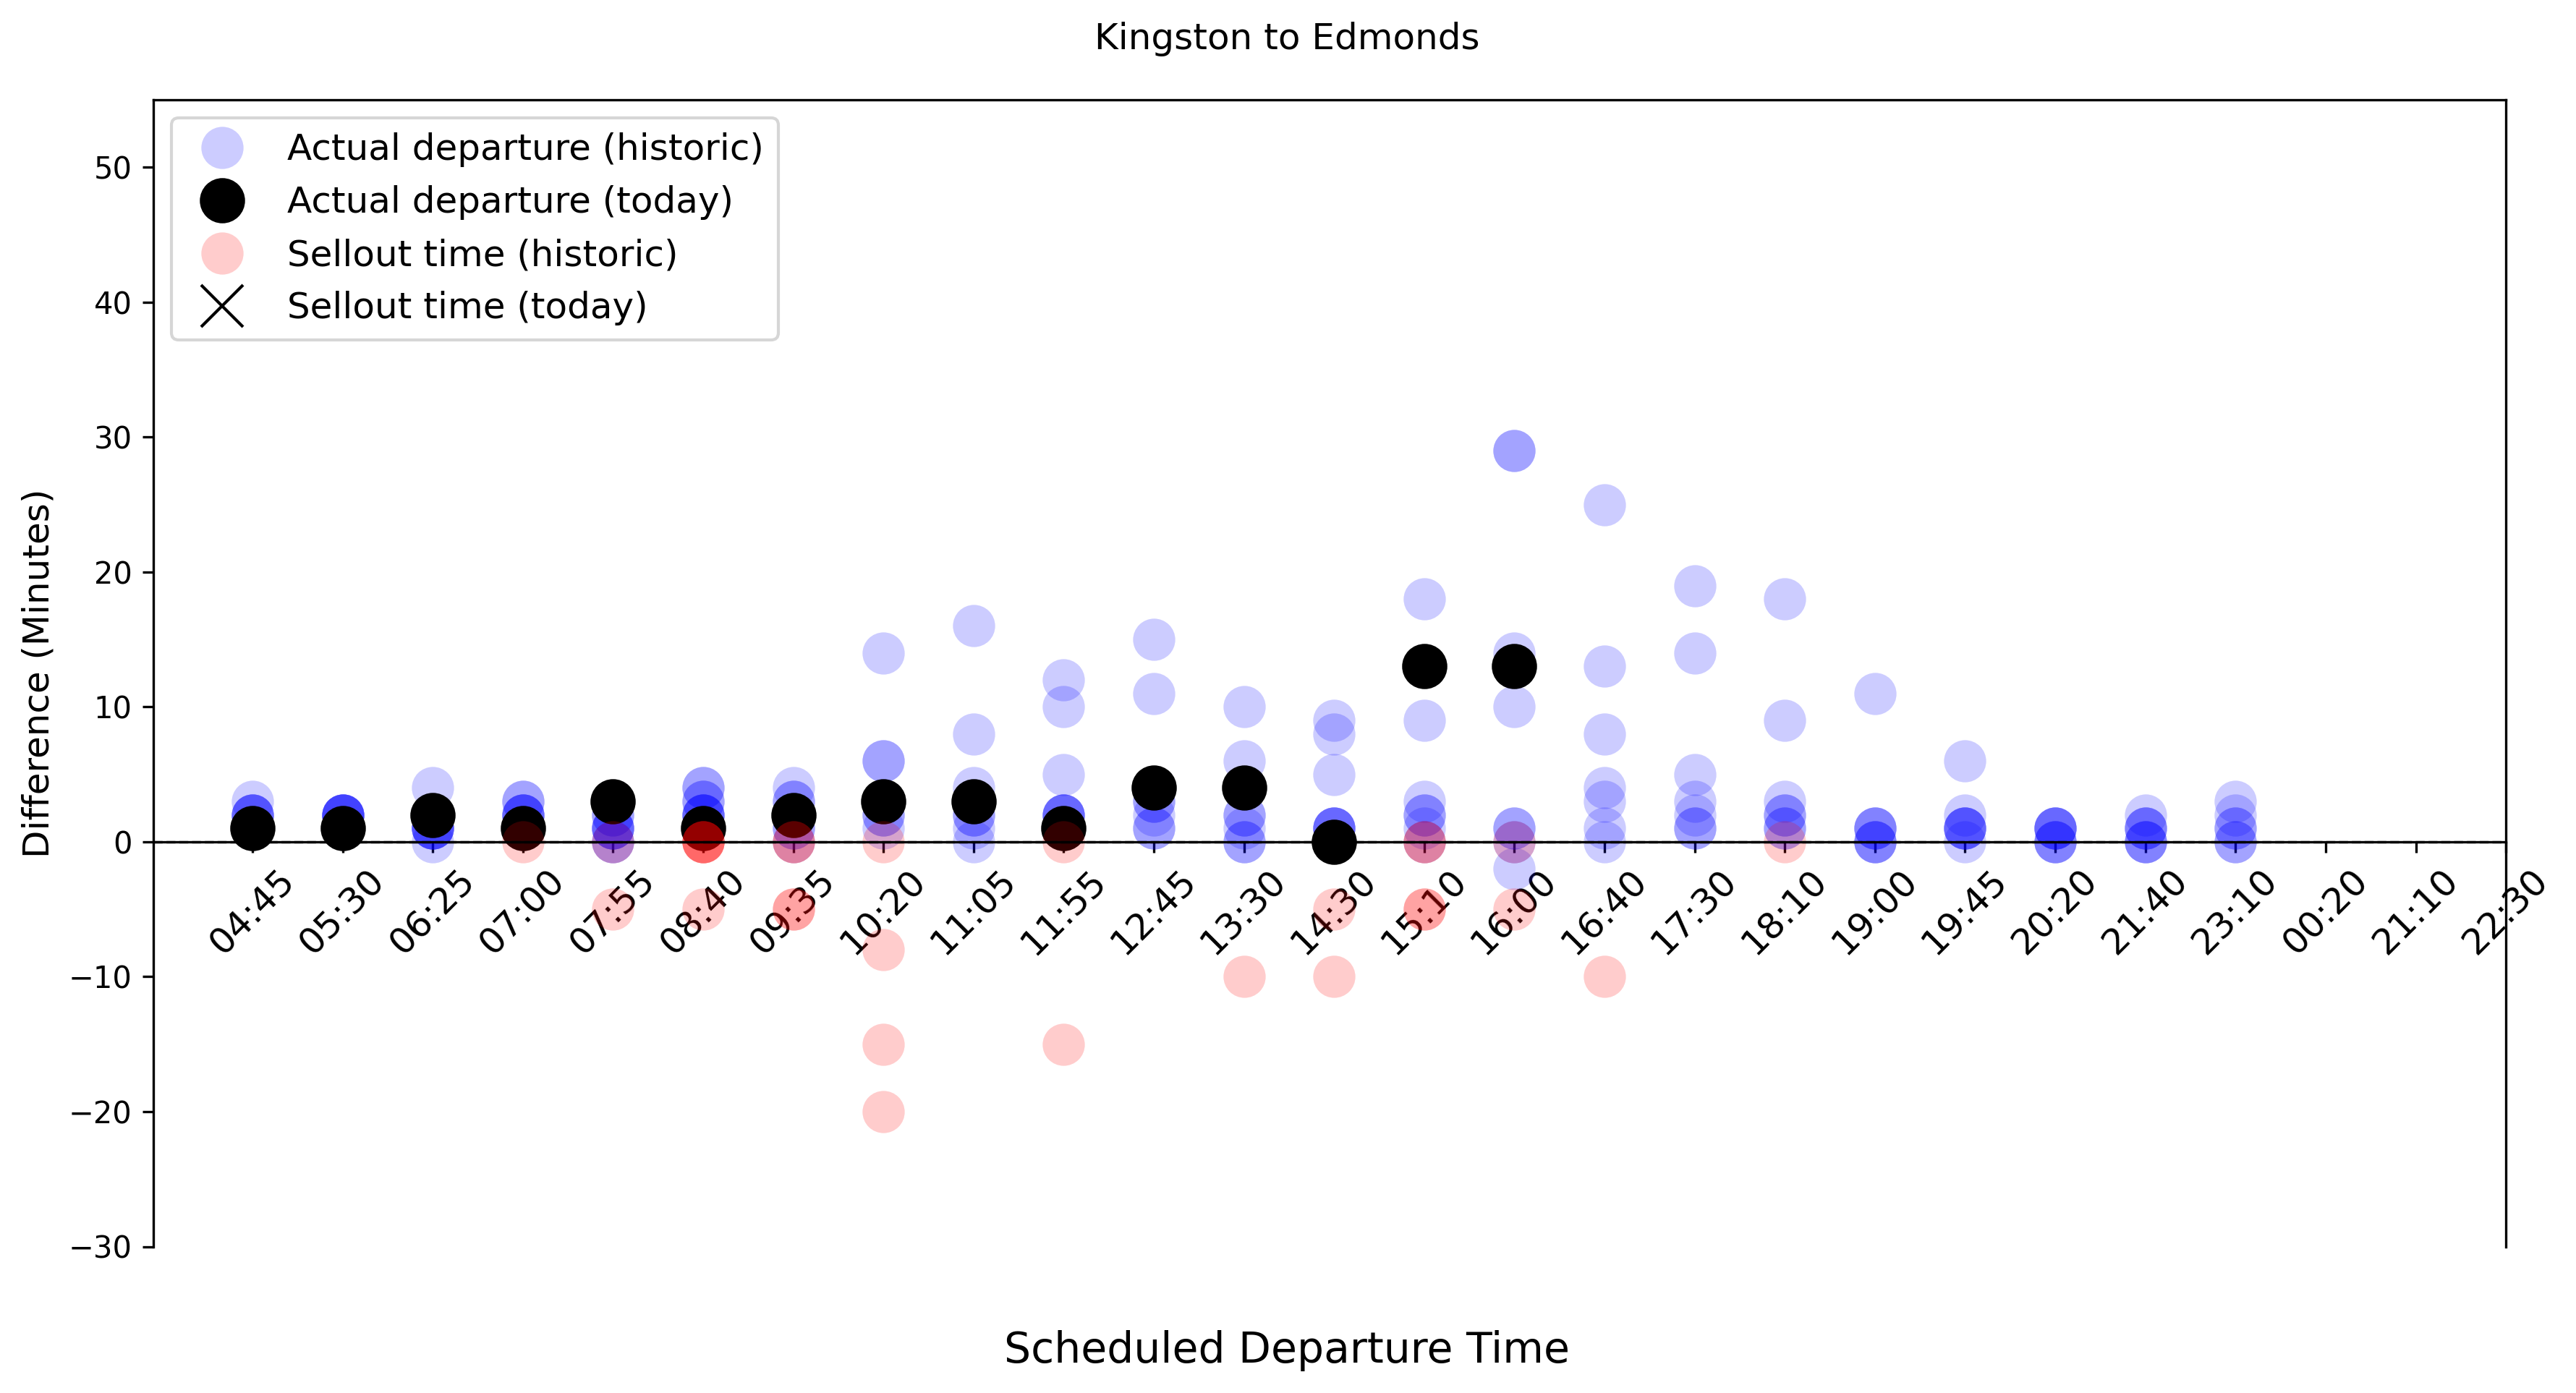 Kingston to Edmonds
Actual departure (historic)
Actual departure (today)
Sellout time (historic)
Sellout time (today)
Difference (Minutes)
50
40
30
20
10
0
−10
−20
−30
04:45 05:30 06:25 07:00 07:55 08:40 09:35 10:20 11:05 11:55 12:45 13:30 14:30 15:10 16:00 16:40 17:30 18:10 19:00 19:45 20:20 21:40 23:10 00:20 21:10 22:30
Scheduled Departure Time